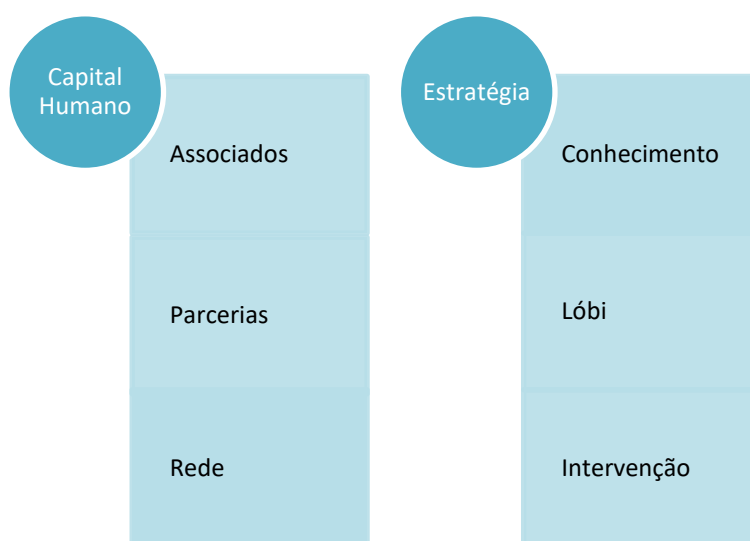 Capital
Humano
Associados
Parcerias
Rede
Estratégia
Conhecimento
Lóbi
Intervenção